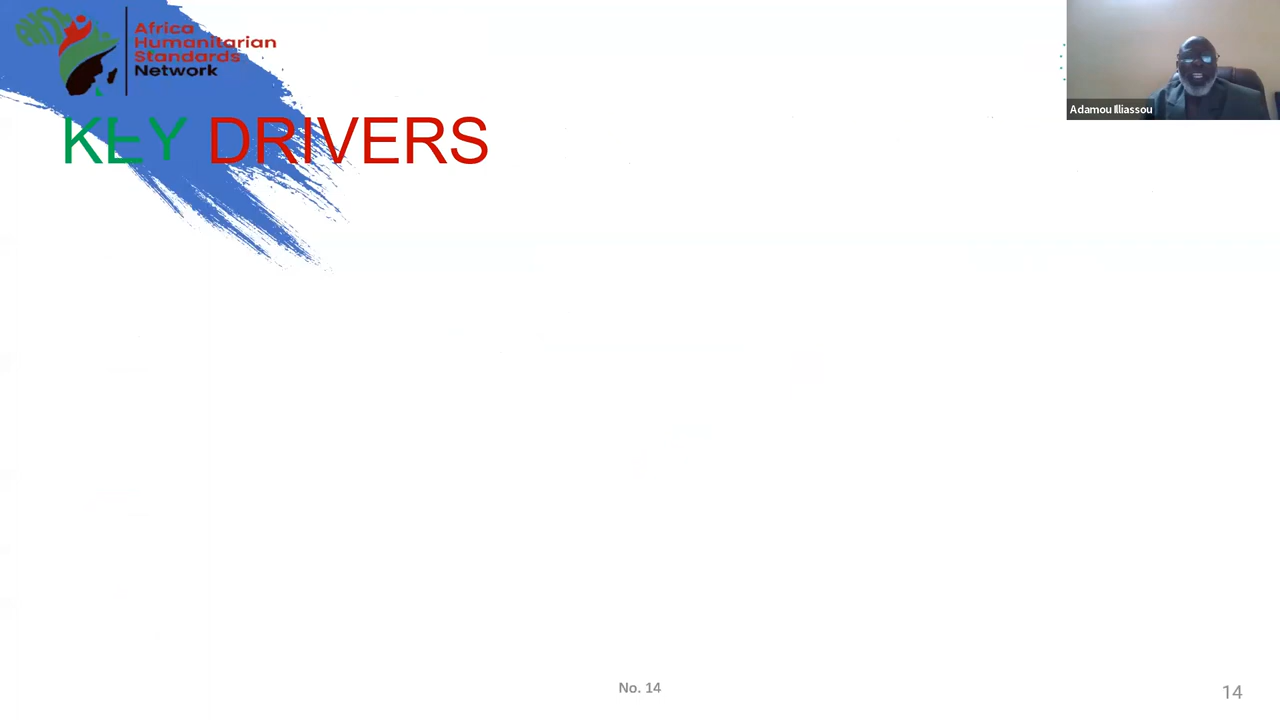 Africa
Humanitarian
Standards
Network
KEY DRIVERS
Adamou Illiassou
No. 14
14